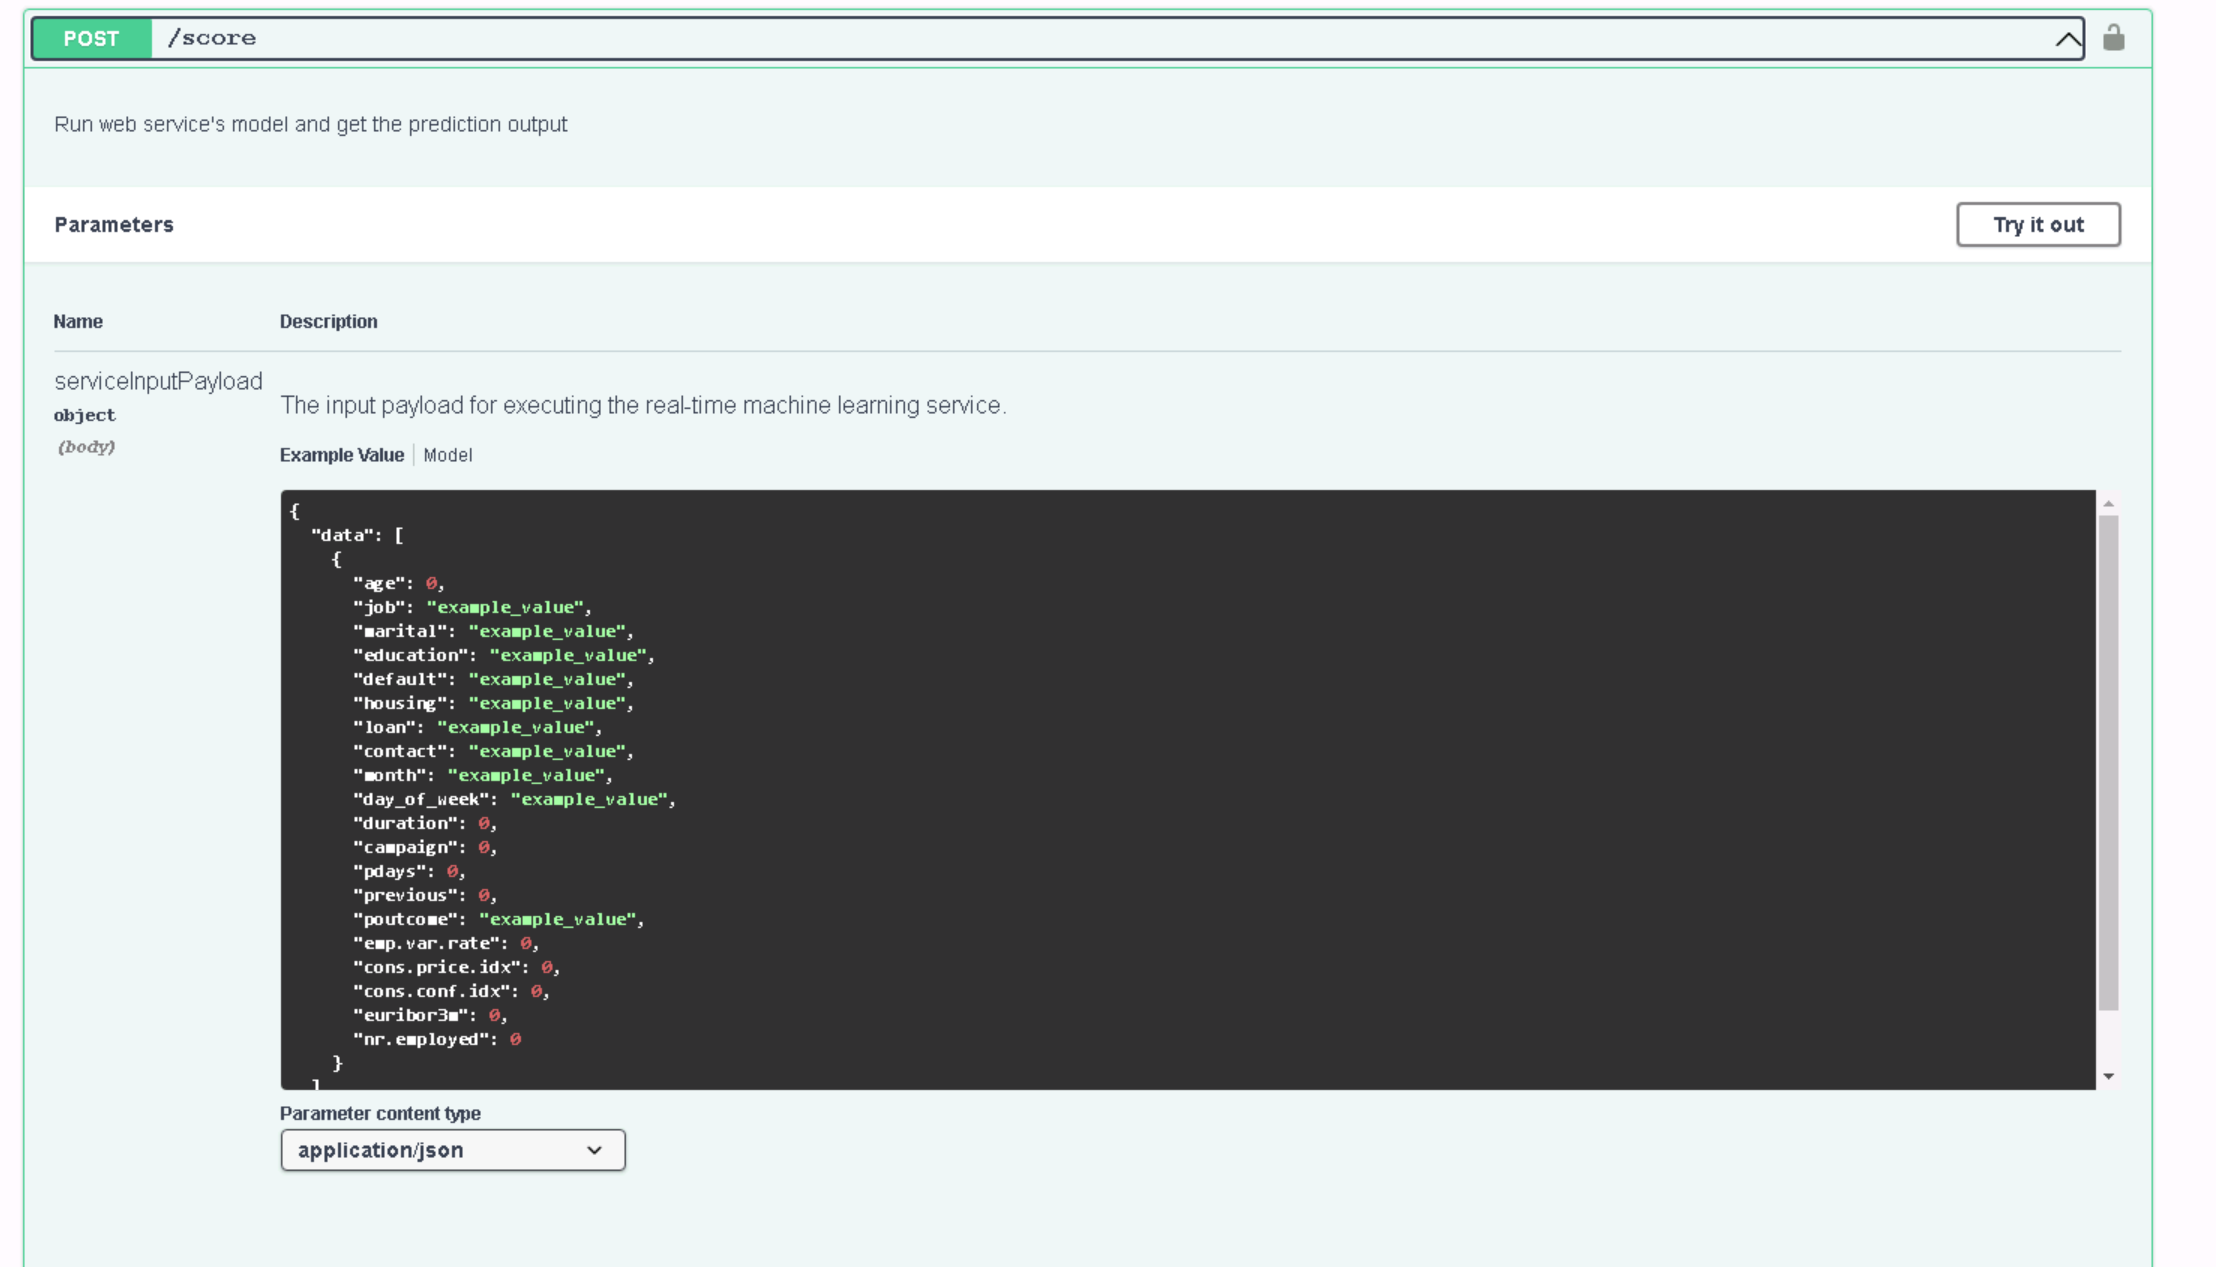 POST /score
Run web service's model and get the prediction output
Parameters
Try it out
Name Description
serviceInputPayload
object
(body)
The input payload for executing the real-time machine learning service.
Example Value Model
{
"data": [
{
"age": 0,
"job": "example_value",
"marital": "example_value",
"education": "example_value",
"default": "example_value",
"housing": "example_value",
"loan": "example_value",
"contact": "example_value",
"month": "example_value",
"day_of_week": "example_value",
"duration": 0,
"campaign": 0,
"pdays": 0,
"previous": 0,
"poutcome": "example_value",
"emp.var.rate": 0,
"cons.price.idx": 0,
"cons.conf.idx": 0,
"euribor3m": 0,
"nr.employed": 0
}
]
Parameter content type
application/json